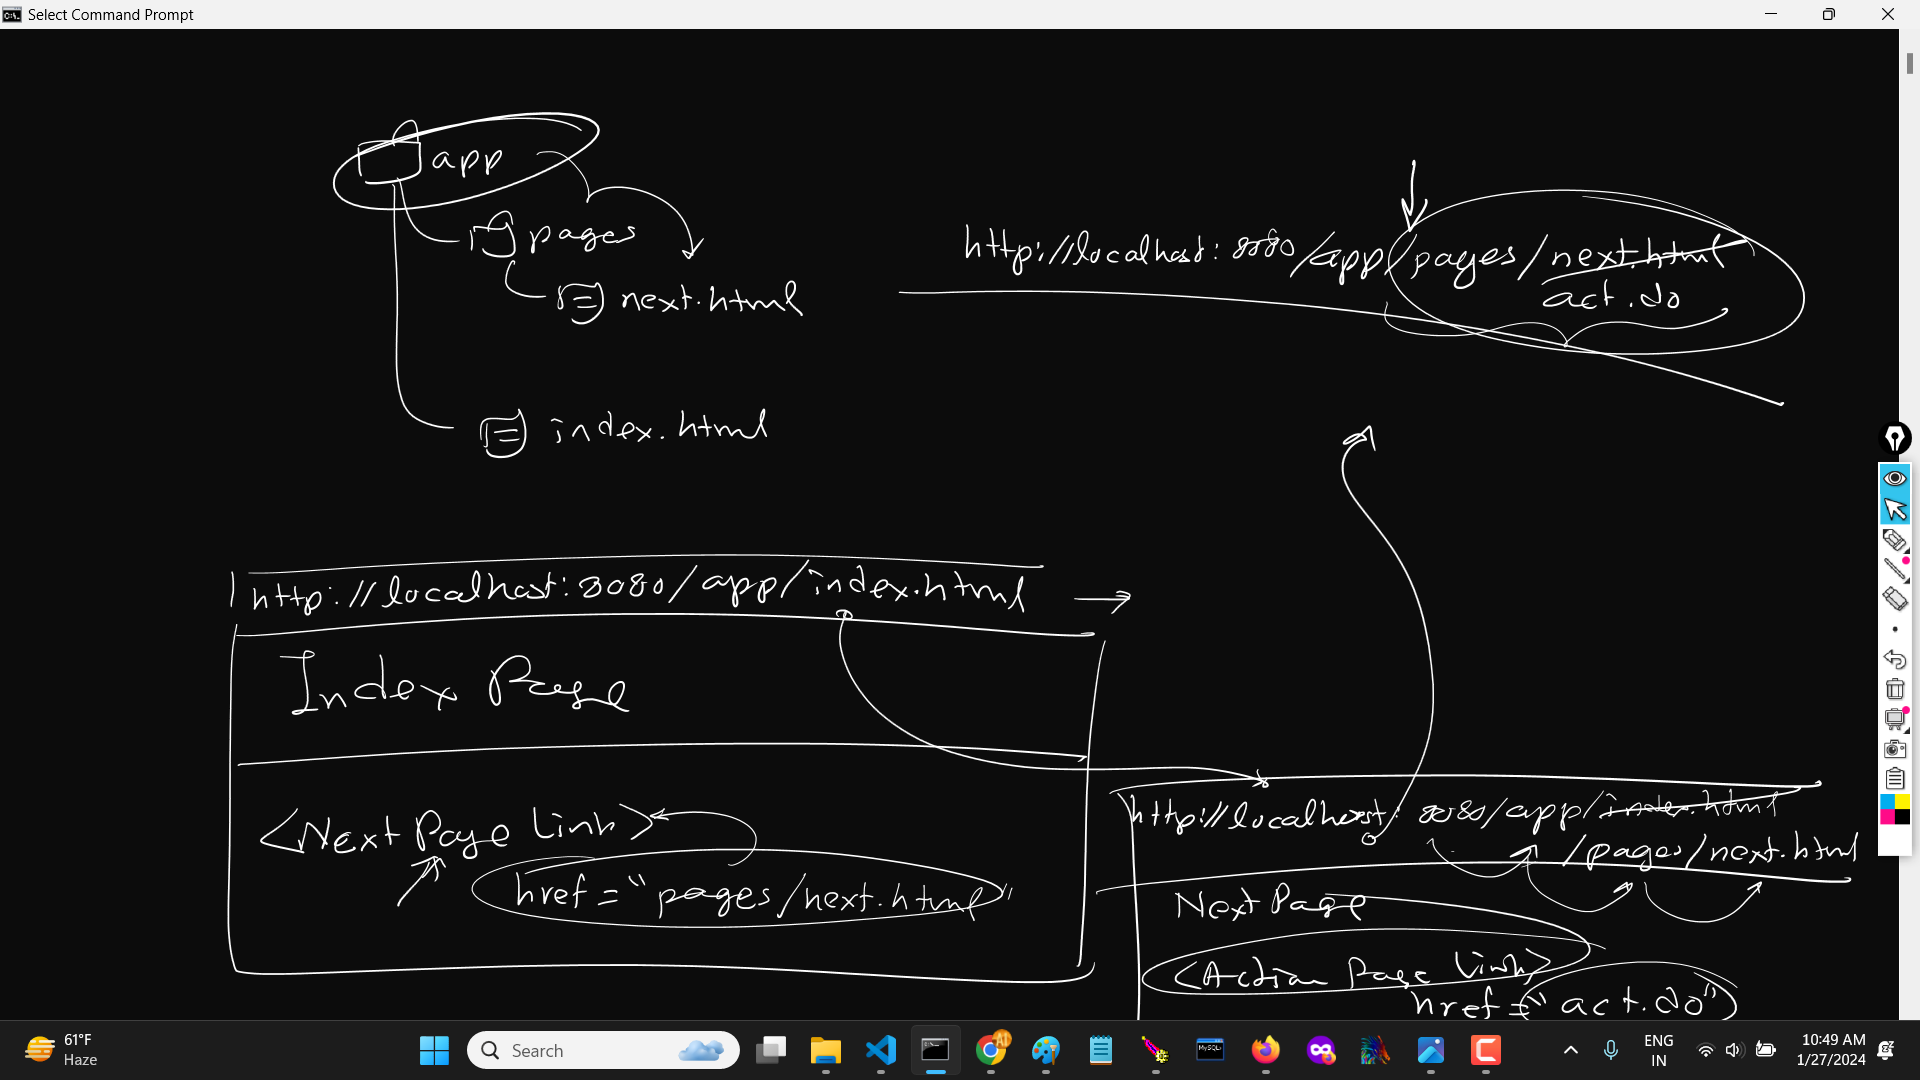 Select Command Prompt
app
pages
next.html
index.html
http://localhost:8080/app/pages/next.html
act.do
http://localhost:8080/app/index.html
Index Page
<Next Page Link>
href="pages/next.html"
http://localhost:8080/app/index.html
/pages/next.html
Next Page
<Action Page Link>
href="act.do"
61°F
Haze
Search
AI
MySQL
ENG
IN
10:49 AM
1/27/2024